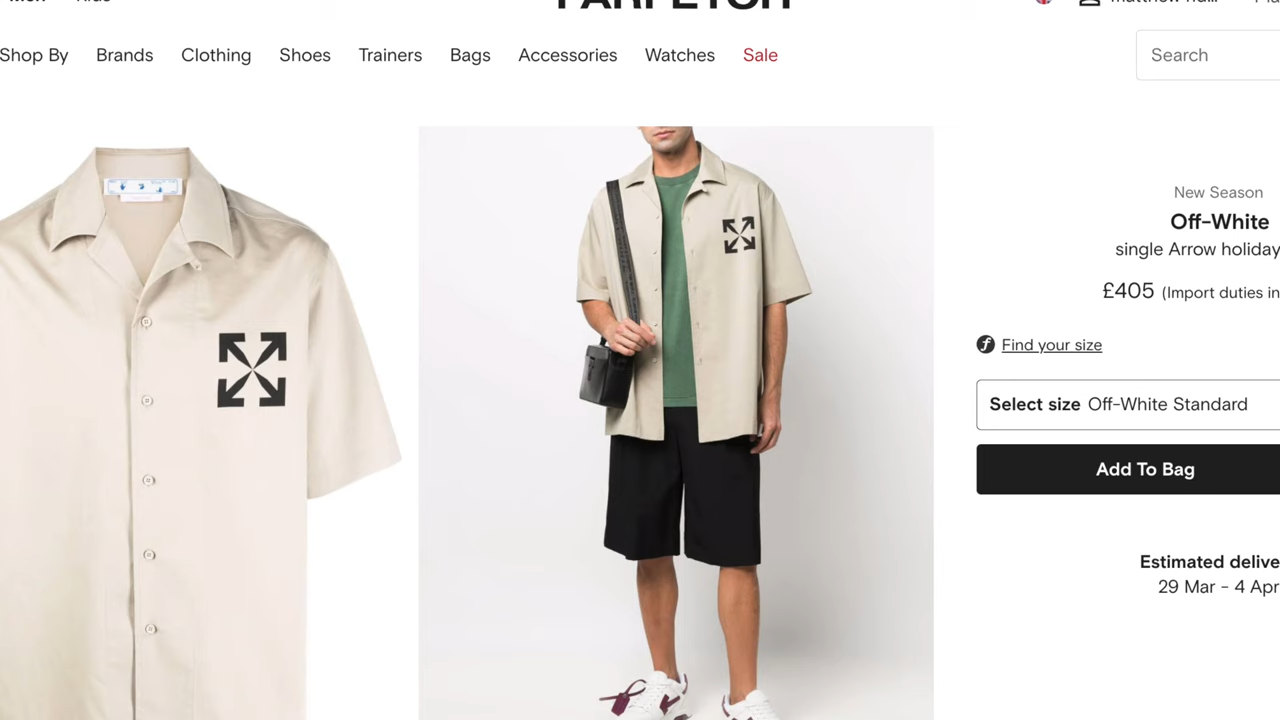 FARFETCH
Shop By Brands Clothing Shoes Trainers Bags Accessories Watches Sale
Search
New Season
Off-White
single Arrow holiday
£405 (Import duties in
Find your size
Select size Off-White Standard
Add To Bag
Estimated delive
29 Mar - 4 Apr